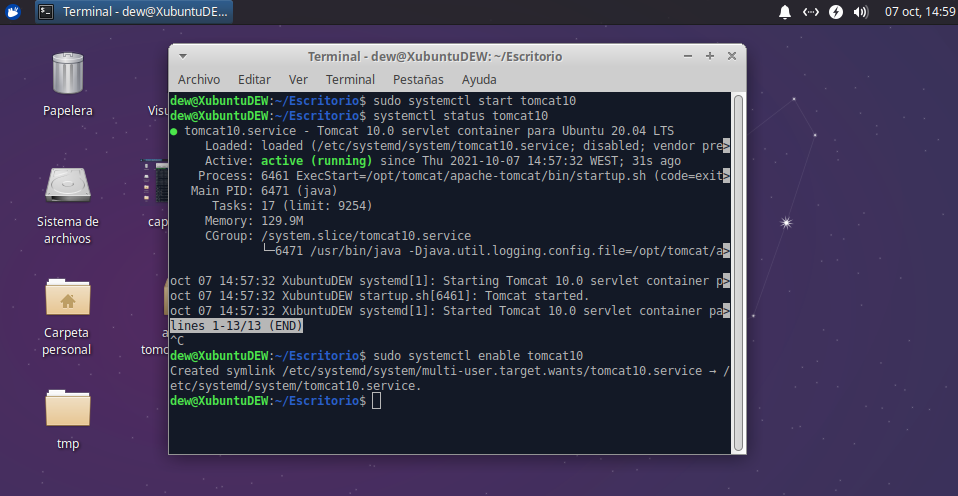 Terminal - dew@XubuntuDE...
07 oct, 14:59
Papelera
Visu
Sistema de
archivos
cap
Carpeta
personal
a
tomo
tmp
Terminal - dew@XubuntuDEW: ~/Escritorio
Archivo Editar Ver Terminal Pestañas Ayuda
dew@XubuntuDEW:~/Escritorio$ sudo systemctl start tomcat10
dew@XubuntuDEW:~/Escritorio$ systemctl status tomcat10
● tomcat10.service - Tomcat 10.0 servlet container para Ubuntu 20.04 LTS
Loaded: loaded (/etc/systemd/system/tomcat10.service; disabled; vendor pre>
Active: active (running) since Thu 2021-10-07 14:57:32 WEST; 31s ago
Process: 6461 ExecStart=/opt/tomcat/apache-tomcat/bin/startup.sh (code=exit>
Main PID: 6471 (java)
Tasks: 17 (limit: 9254)
Memory: 129.9M
CGroup: /system.slice/tomcat10.service
└─6471 /usr/bin/java -Djava.util.logging.config.file=/opt/tomcat/a>
oct 07 14:57:32 XubuntuDEW systemd[1]: Starting Tomcat 10.0 servlet container p>
oct 07 14:57:32 XubuntuDEW startup.sh[6461]: Tomcat started.
oct 07 14:57:32 XubuntuDEW systemd[1]: Started Tomcat 10.0 servlet container pa>
lines 1-13/13 (END)
^C
dew@XubuntuDEW:~/Escritorio$ sudo systemctl enable tomcat10
Created symlink /etc/systemd/system/multi-user.target.wants/tomcat10.service → /
etc/systemd/system/tomcat10.service.
dew@XubuntuDEW:~/Escritorio$